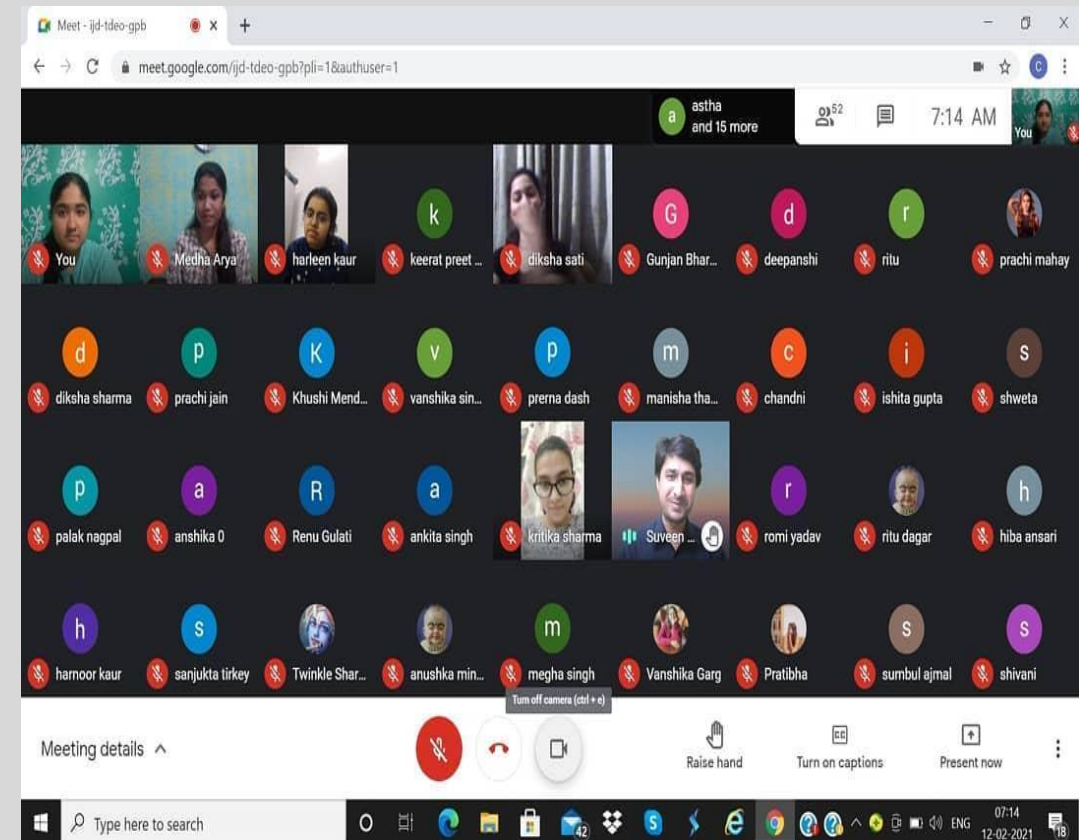 Meet - ijd-tdeo-gpb
meet.google.com/ijd-tdeo-gpb?pli=1&authuser=1
C
a
astha
and 15 more
52
7:14 AM
You
You
Medha Arya
harleen kaur
k
keerat preet ...
diksha sati
G
Gunjan Bhar...
d
deepanshi
r
ritu
prachi mahay
d
diksha sharma
p
prachi jain
K
Khushi Mend...
v
vanshika sin...
p
prerna dash
m
manisha tha...
c
chandni
i
ishita gupta
s
shweta
p
palak nagpal
a
anshika 0
R
Renu Gulati
a
ankita singh
kritika sharma
Suveen ...
r
romi yadav
ritu dagar
h
hiba ansari
h
harnoor kaur
s
sanjukta tirkey
Twinkle Shar...
anushka min...
m
megha singh
Vanshika Garg
Pratibha
s
sumbul ajmal
s
shivani
Turn off camera (ctrl + e)
Meeting details
Raise hand
CC
Turn on captions
Present now
Type here to search
42
ENG
07:14
12-02-2021
18